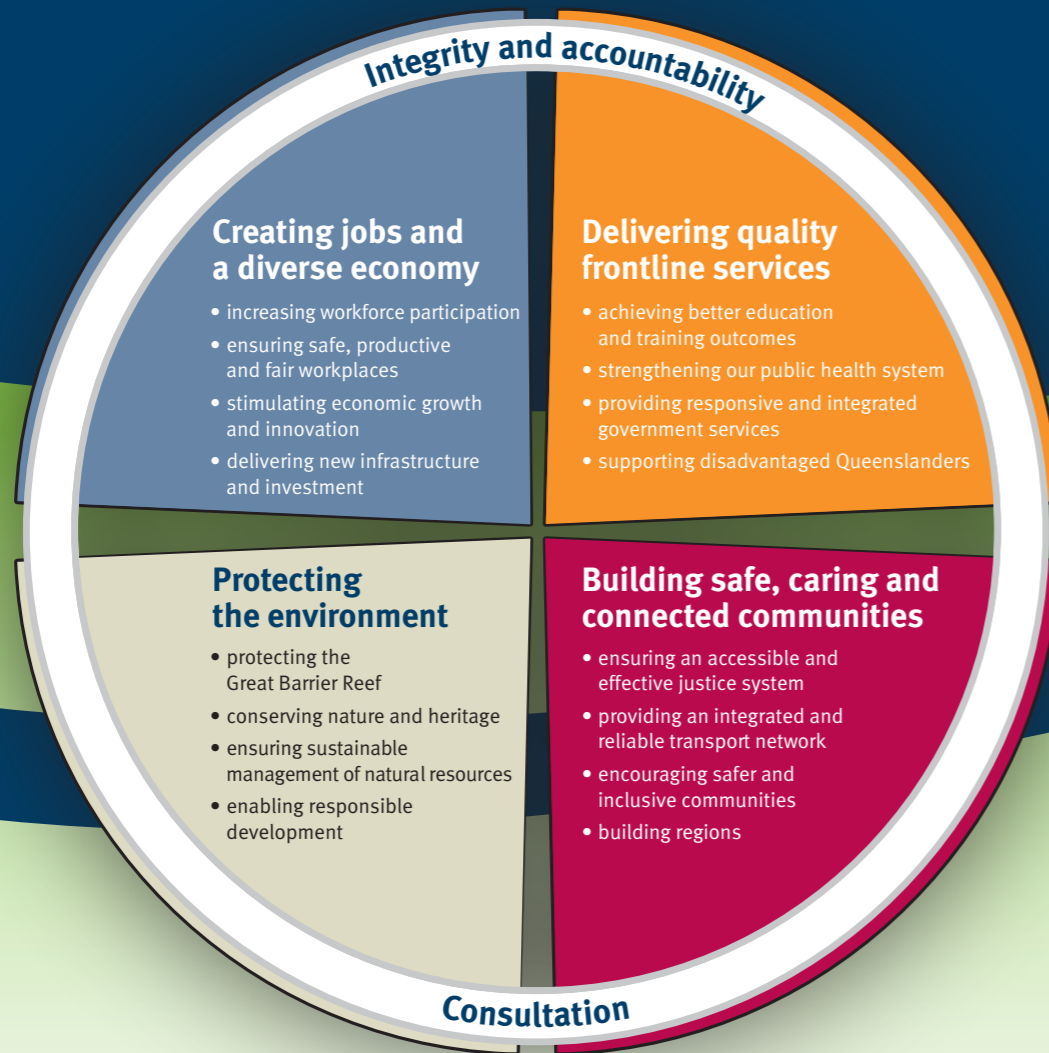 Integrity and accountability
Creating jobs and
a diverse economy
• increasing workforce participation
• ensuring safe, productive
and fair workplaces
• stimulating economic growth
and innovation
• delivering new infrastructure
and investment
Delivering quality
frontline services
• achieving better education
and training outcomes
• strengthening our public health system
• providing responsive and integrated
government services
• supporting disadvantaged Queenslanders
Protecting
the environment
• protecting the
Great Barrier Reef
• conserving nature and heritage
• ensuring sustainable
management of natural resources
• enabling responsible
development
Building safe, caring and
connected communities
• ensuring an accessible and
effective justice system
• providing an integrated and
reliable transport network
• encouraging safer and
inclusive communities
• building regions
Consultation